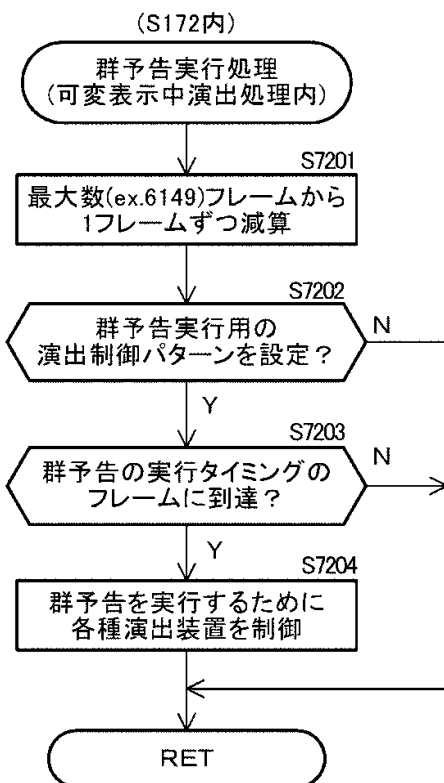 (S172内)
群予告実行処理
(可変表示中演出処理内)
S7201
最大数(ex.6149)フレームから
1フレームずつ減算
S7202
群予告実行用の
演出制御パターンを設定？
N
Y
S7203
群予告の実行タイミングの
フレームに到達？
N
Y
S7204
群予告を実行するために
各種演出装置を制御
RET